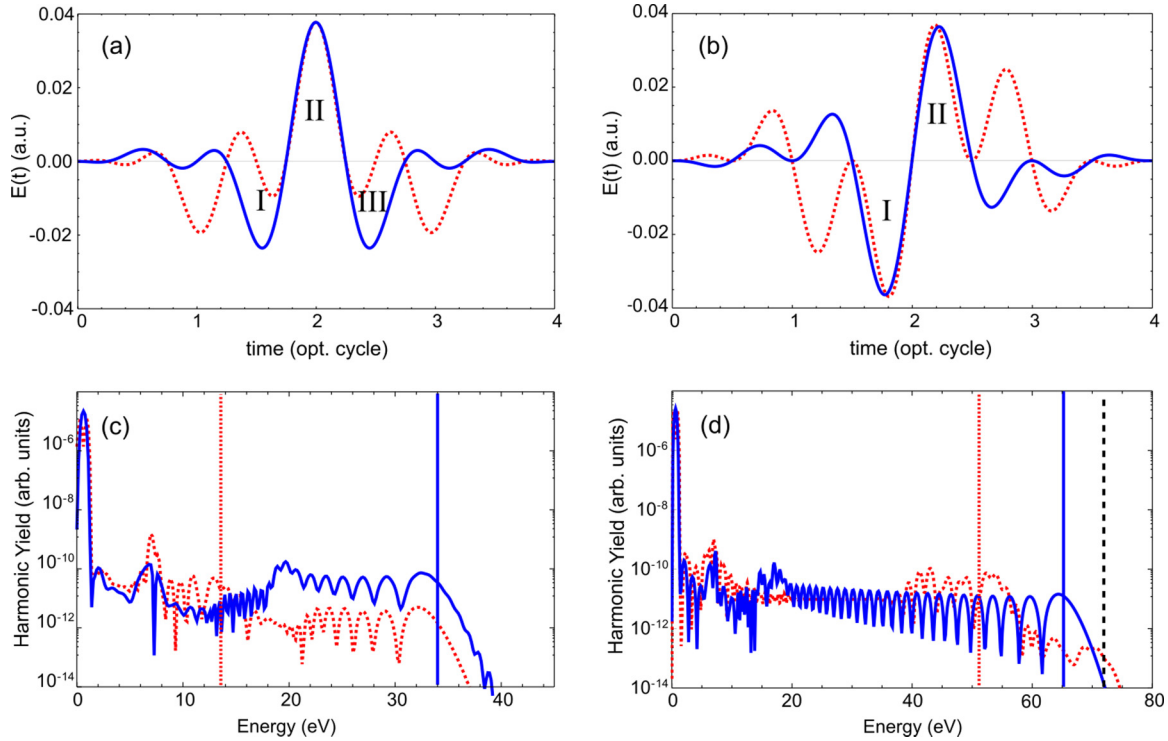 (a)
E(t) (a.u.)
0.04
0.02
0.00
-0.02
-0.04
I
II
III
0
1
2
3
4
time (opt. cycle)
(b)
E(t) (a.u.)
0.04
0.02
0.00
-0.02
-0.04
I
II
0
1
2
3
4
time (opt. cycle)
(c)
Harmonic Yield (arb. units)
10-6
10-8
10-10
10-12
10-14
0
10
20
30
40
Energy (eV)
(d)
Harmonic Yield (arb. units)
10-6
10-8
10-10
10-12
10-14
0
20
40
60
80
Energy (eV)